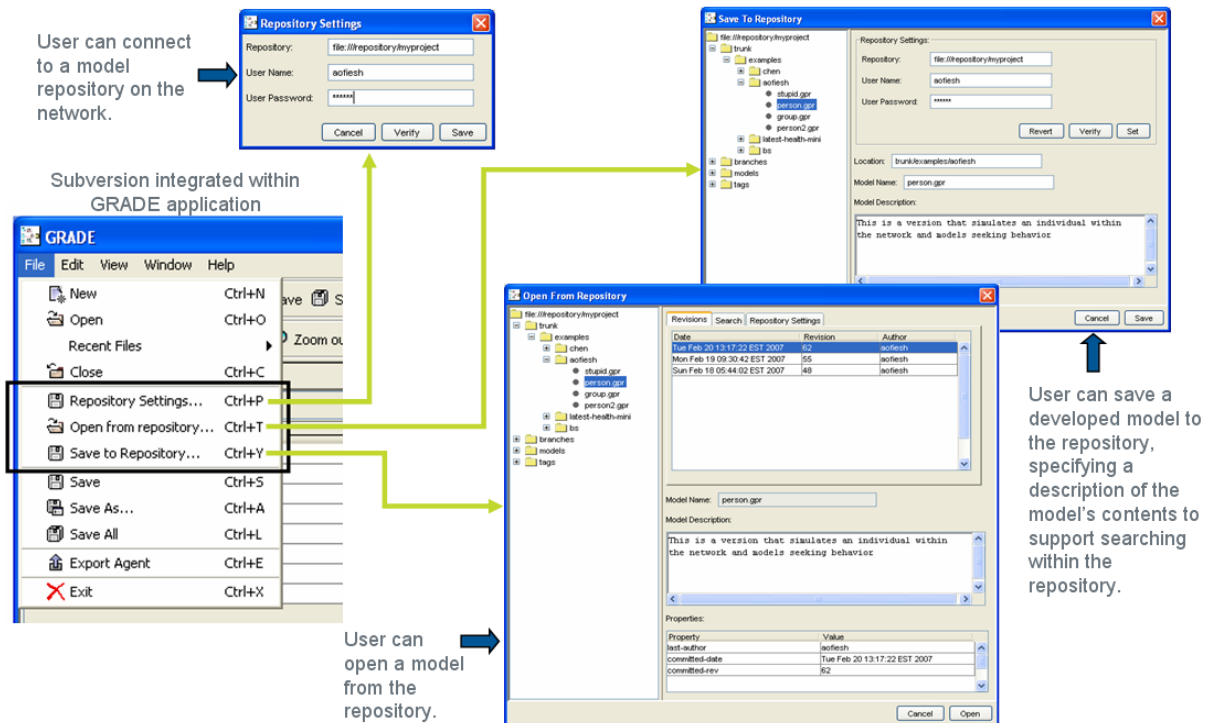 User can connect
to a model
repository on the
network.
Repository Settings
Repository: file:///repository/myproject
User Name: aofiesh
User Password: ******
Cancel Verify Save
Subversion integrated within
GRADE application
GRADE
File Edit View Window Help
New Ctrl+N
Open Ctrl+O
Recent Files
Close Ctrl+C
Repository Settings... Ctrl+P
Open from repository... Ctrl+T
Save to Repository... Ctrl+Y
Save Ctrl+S
Save As... Ctrl+A
Save All Ctrl+L
Export Agent Ctrl+E
Exit Ctrl+X
ave S
Zoom ou
Save To Repository
file:///repository/myproject
trunk
examples
chen
aofiesh
stupid.gpr
person.gpr
group.gpr
person2.gpr
latest-health-mini
bs
branches
models
tags
Repository Settings:
Repository: file:///repository/myproject
User Name: aofiesh
User Password: ******
Revert Verify Set
Location: trunk/examples/aofiesh
Model Name: person.gpr
Model Description:
This is a version that simulates an individual within
the network and models seeking behavior
Cancel Save
Open From Repository
file:///repository/myproject
trunk
examples
chen
aofiesh
stupid.gpr
person.gpr
group.gpr
person2.gpr
latest-health-mini
bs
branches
models
tags
Revisions Search Repository Settings
Date Revision Author
Tue Feb 20 13:17:22 EST 2007 62 aofiesh
Mon Feb 19 09:30:42 EST 2007 55 aofiesh
Sun Feb 18 05:44:02 EST 2007 48 aofiesh
Model Name: person.gpr
Model Description:
This is a version that simulates an individual within
the network and models seeking behavior
Properties:
Property Value
last-author aofiesh
committed-date Tue Feb 20 13:17:22 EST 2007
committed-rev 62
Cancel Open
User can
open a model
from the
repository.
User can save a
developed model to
the repository,
specifying a
description of the
model's contents to
support searching
within the
repository.